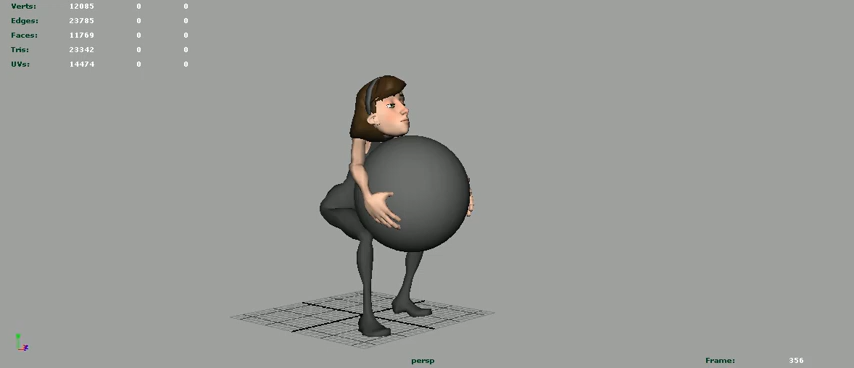 Verts: 12085 0 0
Edges: 23785 0 0
Faces: 11769 0 0
Tris: 23342 0 0
UVs: 14474 0 0
persp
Frame: 356